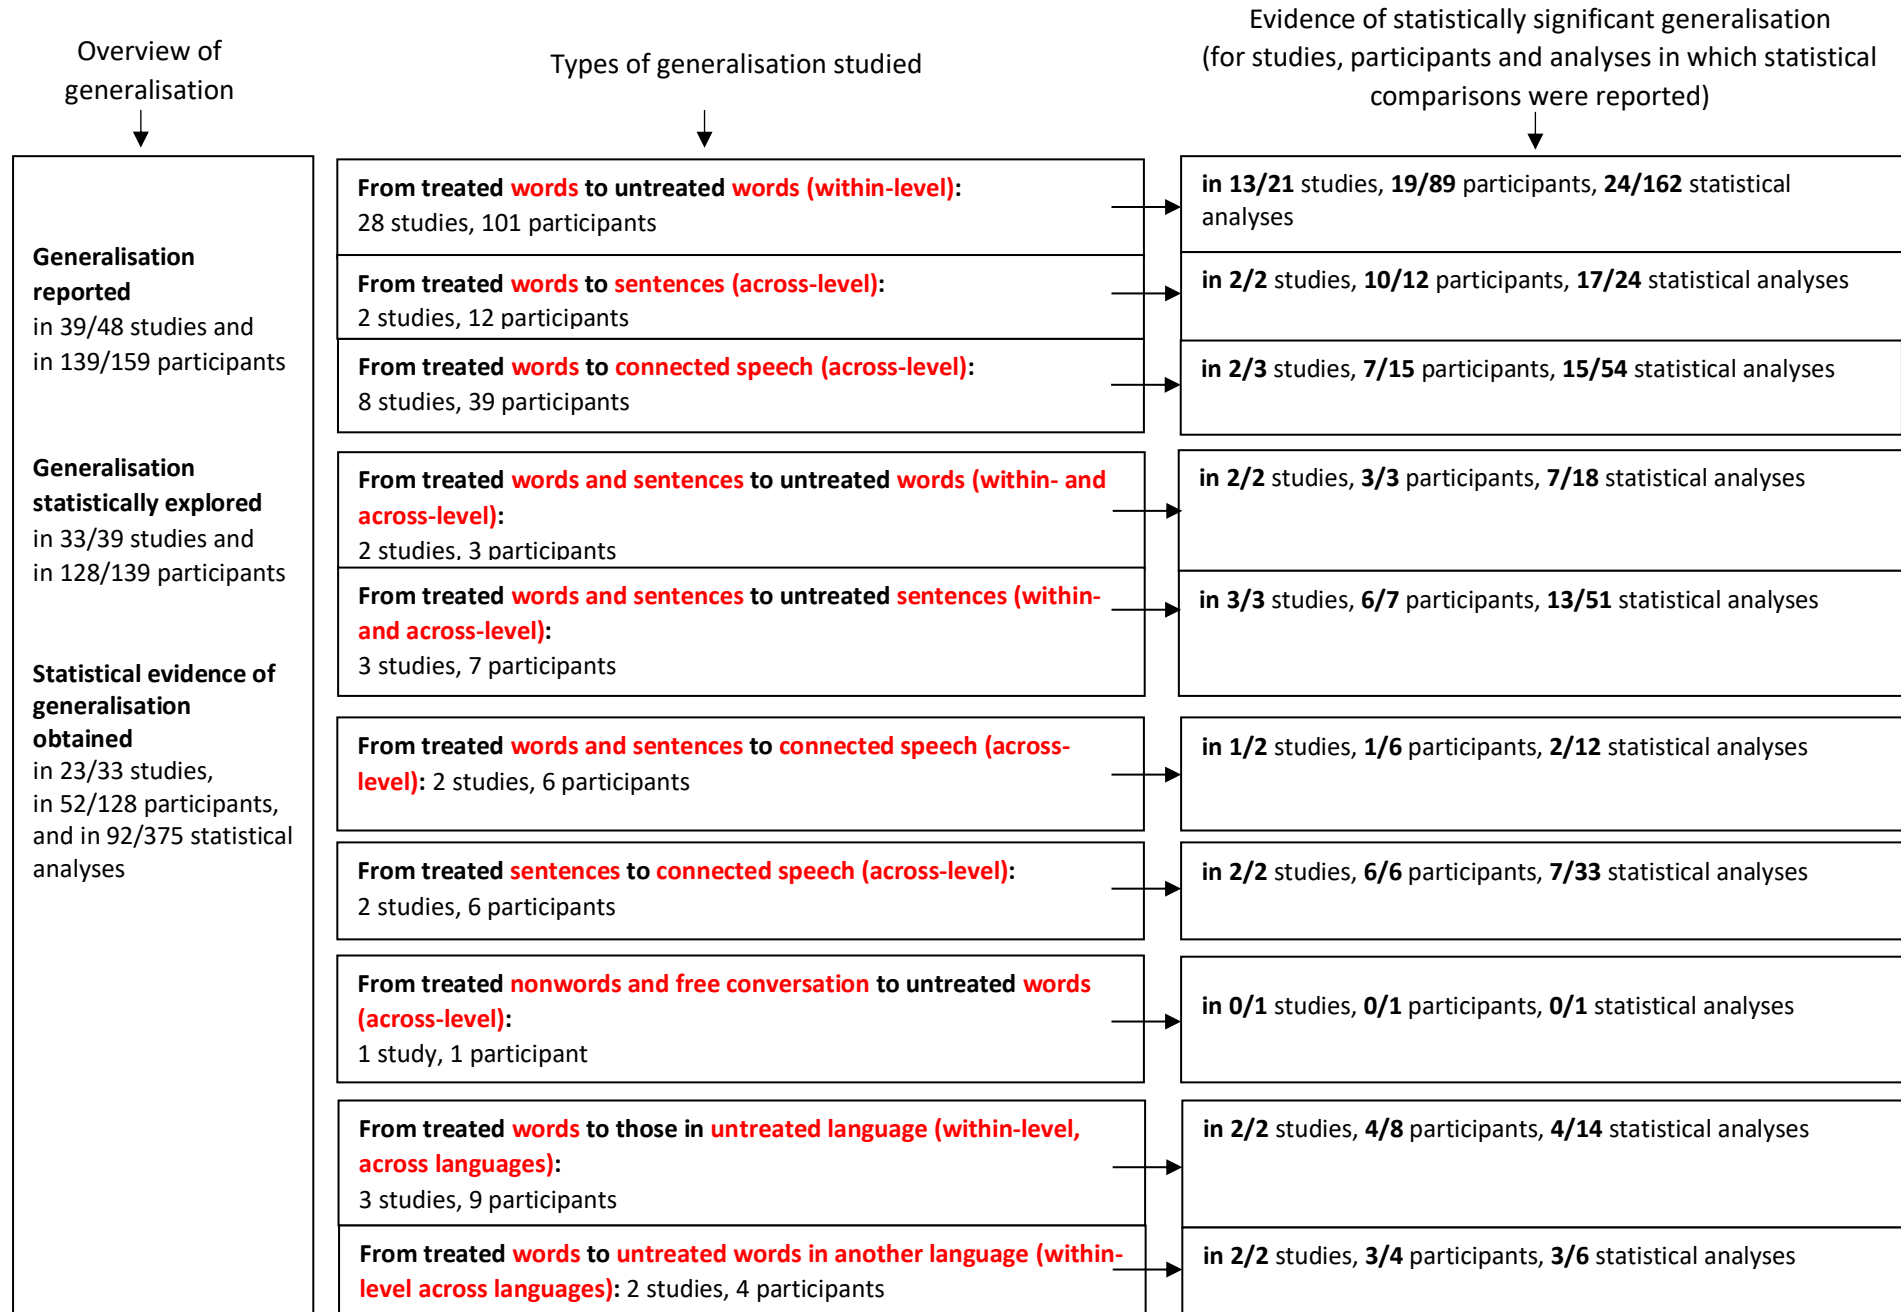 Overview of
generalisation
Types of generalisation studied
Evidence of statistically significant generalisation
(for studies, participants and analyses in which statistical
comparisons were reported)
Generalisation
reported
in 39/48 studies and
in 139/159 participants
Generalisation
statistically explored
in 33/39 studies and
in 128/139 participants
Statistical evidence of
generalisation
obtained
in 23/33 studies,
in 52/128 participants,
and in 92/375 statistical
analyses
From treated words to untreated words (within-level):
28 studies, 101 participants
in 13/21 studies, 19/89 participants, 24/162 statistical
analyses
From treated words to sentences (across-level):
2 studies, 12 participants
in 2/2 studies, 10/12 participants, 17/24 statistical analyses
From treated words to connected speech (across-level):
8 studies, 39 participants
in 2/3 studies, 7/15 participants, 15/54 statistical analyses
From treated words and sentences to untreated words (within- and
across-level):
2 studies, 3 participants
in 2/2 studies, 3/3 participants, 7/18 statistical analyses
From treated words and sentences to untreated sentences (within-
and across-level):
3 studies, 7 participants
in 3/3 studies, 6/7 participants, 13/51 statistical analyses
From treated words and sentences to connected speech (across-
level): 2 studies, 6 participants
in 1/2 studies, 1/6 participants, 2/12 statistical analyses
From treated sentences to connected speech (across-level):
2 studies, 6 participants
in 2/2 studies, 6/6 participants, 7/33 statistical analyses
From treated nonwords and free conversation to untreated words
(across-level):
1 study, 1 participant
in 0/1 studies, 0/1 participants, 0/1 statistical analyses
From treated words to those in untreated language (within-level,
across languages):
3 studies, 9 participants
in 2/2 studies, 4/8 participants, 4/14 statistical analyses
From treated words to untreated words in another language (within-
level across languages): 2 studies, 4 participants
in 2/2 studies, 3/4 participants, 3/6 statistical analyses